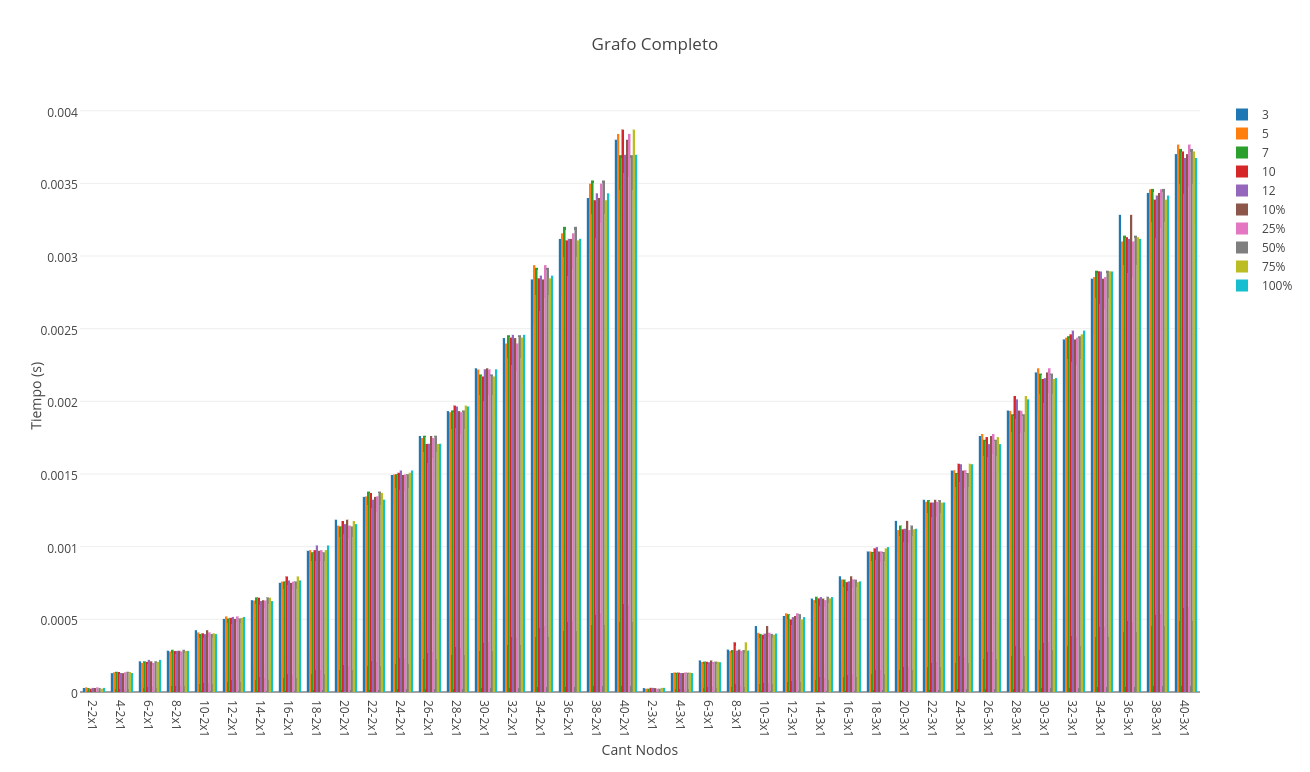 Grafo Completo
0.004
0.0035
0.003
0.0025
0.002
0.0015
0.001
0.0005
0
Tiempo (s)
2-2x1
4-2x1
6-2x1
8-2x1
10-2x1
12-2x1
14-2x1
16-2x1
18-2x1
20-2x1
22-2x1
24-2x1
26-2x1
28-2x1
30-2x1
32-2x1
34-2x1
36-2x1
38-2x1
40-2x1
2-3x1
4-3x1
6-3x1
8-3x1
10-3x1
12-3x1
14-3x1
16-3x1
18-3x1
20-3x1
22-3x1
24-3x1
26-3x1
28-3x1
30-3x1
32-3x1
34-3x1
36-3x1
38-3x1
40-3x1
Cant Nodos
3
5
7
10
12
10%
25%
50%
75%
100%